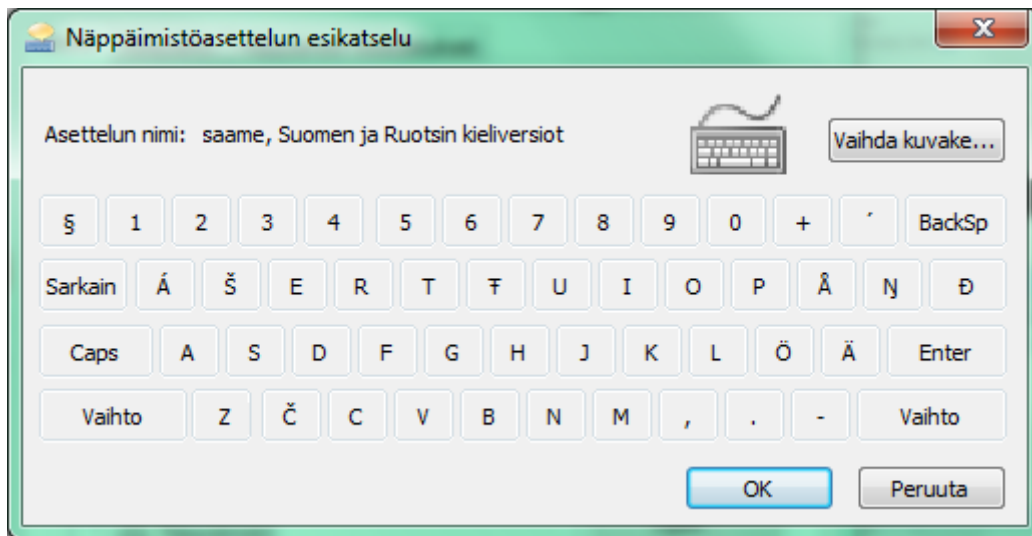 Näppäimistöasettelun esikatselu
Asettelun nimi: saame, Suomen ja Ruotsin kieliversiot
Vaihda kuvake...
§ 1 2 3 4 5 6 7 8 9 0 + ´ BackSp
Sarkain Á Š E R T Ŧ U I O P Å Ŋ Đ
Caps A S D F G H J K L Ö Ä Enter
Vaihto Z Č C V B N M , . - Vaihto
OK Peruuta